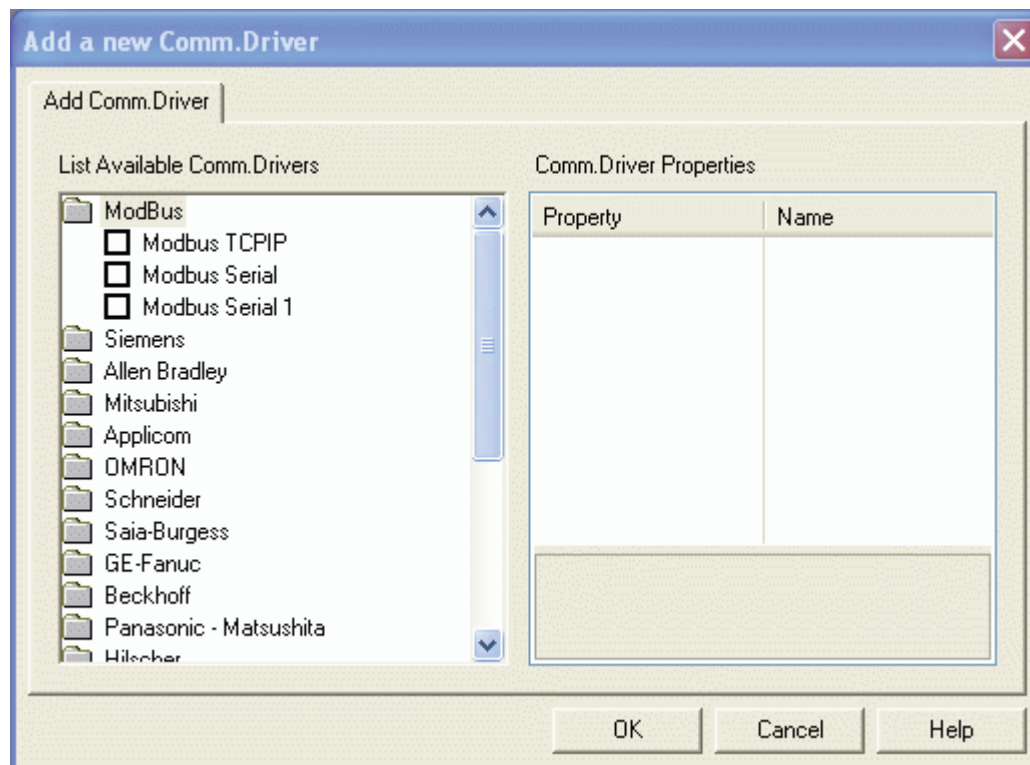 Add a new Comm.Driver
Add Comm.Driver
List Available Comm.Drivers
ModBus
Modbus TCPIP
Modbus Serial
Modbus Serial 1
Siemens
Allen Bradley
Mitsubishi
Applicom
OMRON
Schneider
Saia-Burgess
GE-Fanuc
Beckhoff
Panasonic - Matsushita
Hilscher
Comm.Driver Properties
Property Name
OK Cancel Help